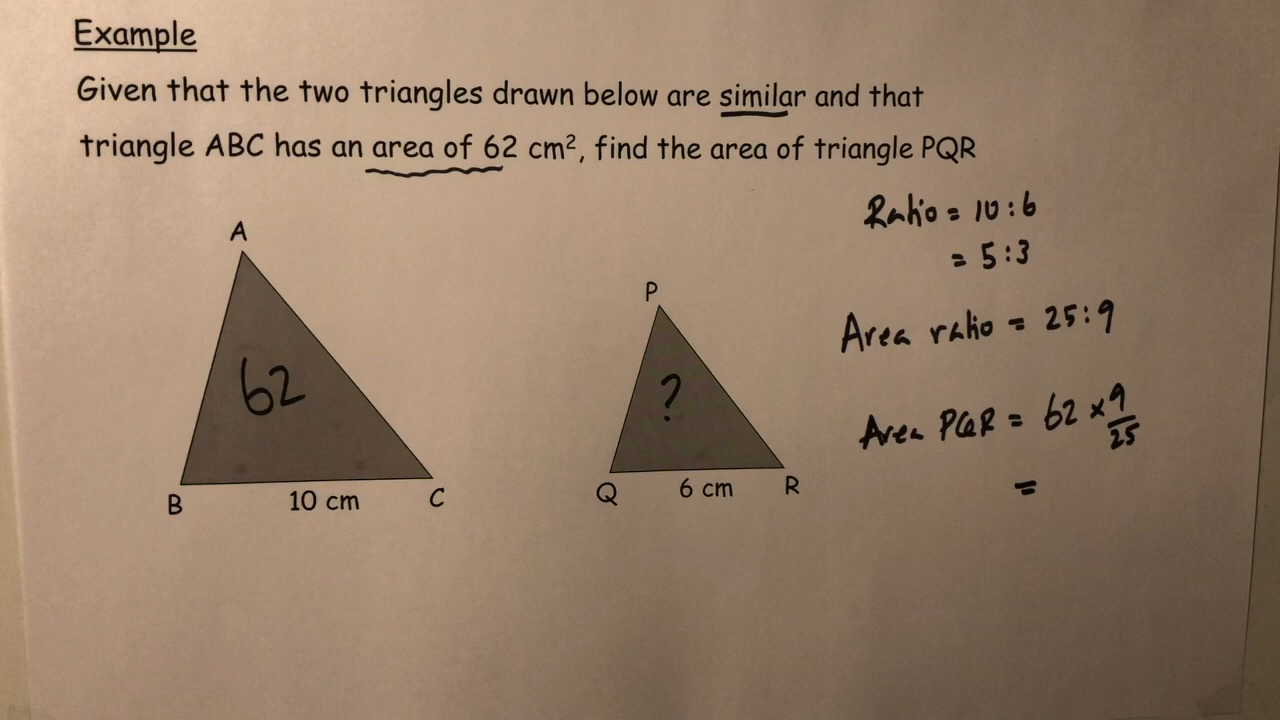 Example
Given that the two triangles drawn below are similar and that
triangle ABC has an area of 62 cm², find the area of triangle PQR
Ratio = 10 : 6
= 5 : 3
A
P
Area ratio = 25 : 9
62
?
Area PQR = 62 × 9/25
=
B
10 cm
C
Q
6 cm
R